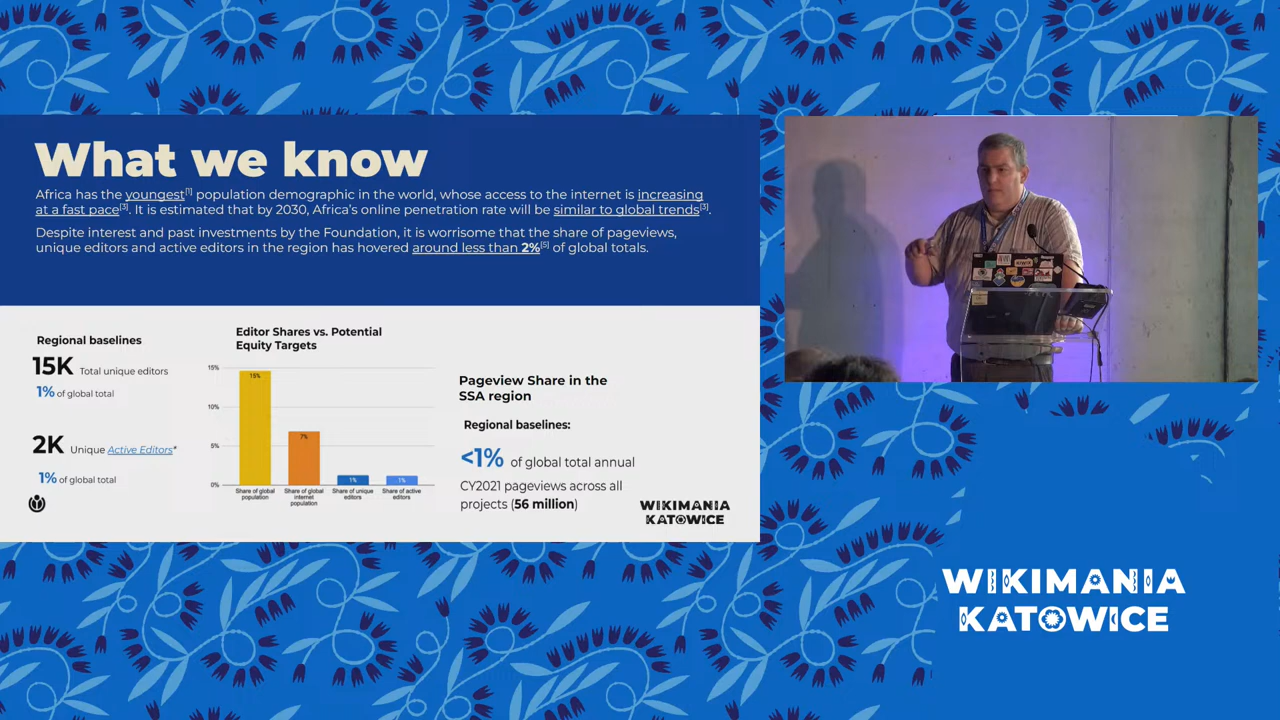 What we know
Africa has the youngest[1] population demographic in the world, whose access to the internet is increasing
at a fast pace[3]. It is estimated that by 2030, Africa's online penetration rate will be similar to global trends[3].
Despite interest and past investments by the Foundation, it is worrisome that the share of pageviews,
unique editors and active editors in the region has hovered around less than 2%[5] of global totals.
Regional baselines
15K Total unique editors
1% of global total
2K Unique Active Editors*
1% of global total
Editor Shares vs. Potential
Equity Targets
15%
10%
5%
0%
15%
7%
1%
1%
Share of global
population
Share of global
internet
population
Share of unique
editors
Share of active
editors
Pageview Share in the
SSA region
Regional baselines:
<1% of global total annual
CY2021 pageviews across all
projects (56 million)
WIKIMANIA
KATOWICE
WIKIMANIA
KATOWICE